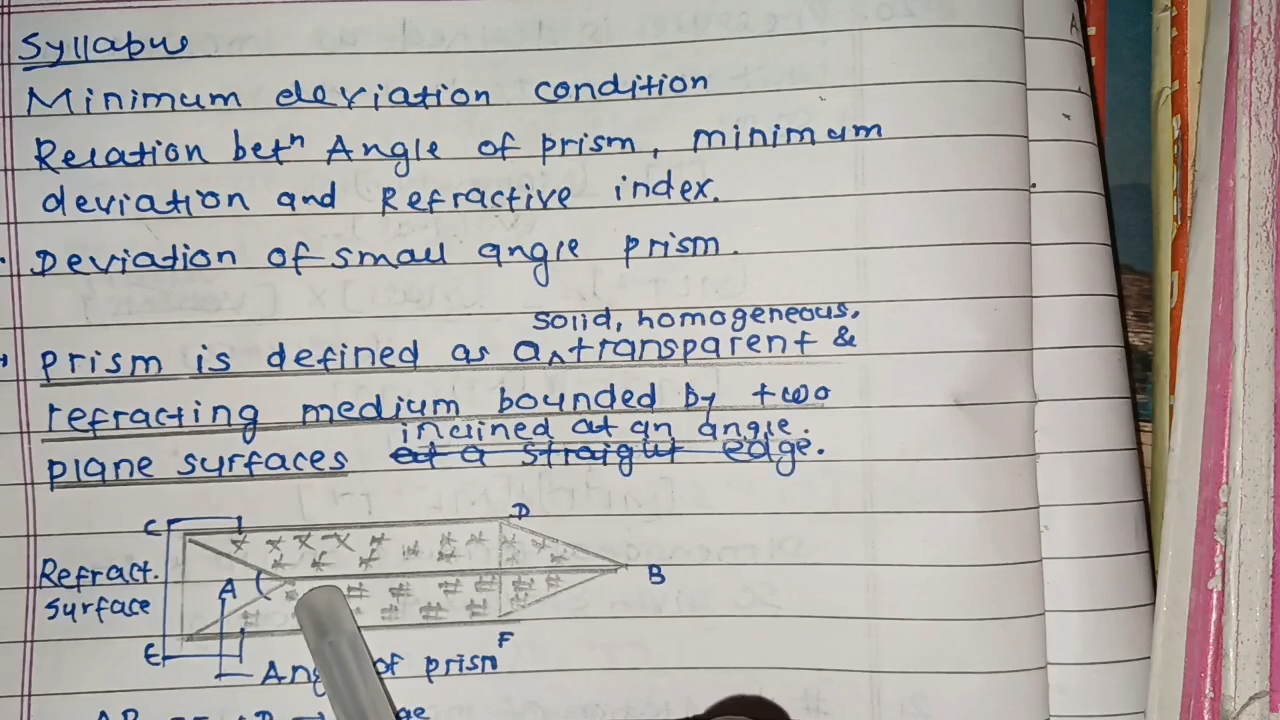 Syllabus
Minimum deviation condition
Relation betn Angle of prism, minimum
deviation and Refractive index.
Deviation of small angle prism.
solid, homogeneous,
prism is defined as a ^ transparent &
refracting medium bounded by two
inclined at an angle.
plane surfaces at a straight edge.
C
D
Refract.
surface
A
B
E
F
of prism